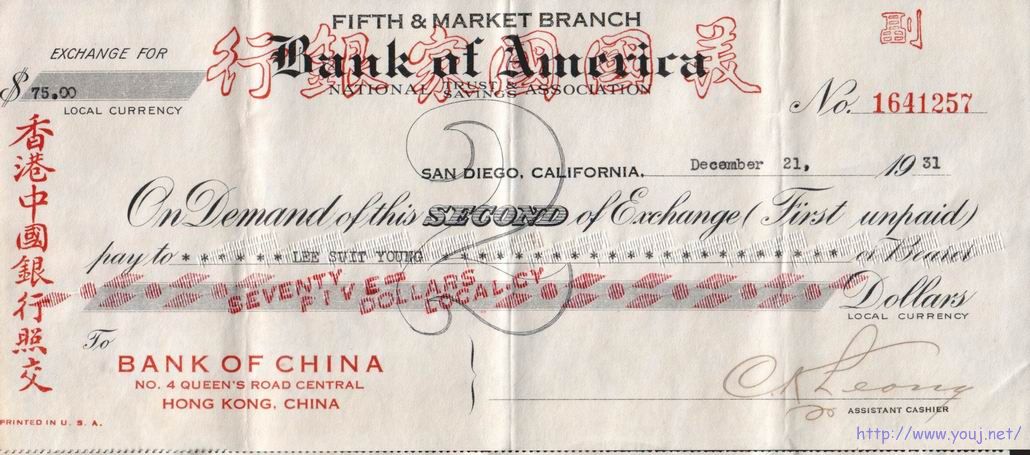 FIFTH & MARKET BRANCH
副
行銀家國國美
Bank of America
NATIONAL TRUST & SAVINGS ASSOCIATION
EXCHANGE FOR
$ 75.00
LOCAL CURRENCY
No. 1641257
香港中國銀行照交
2
SAN DIEGO, CALIFORNIA, December 21, 1931
On Demand of this SECOND of Exchange (First unpaid)
pay to * * * * * * LEE SUIT YOUNG * * * * * * * * * * * * * * * * * * * or Bearer
SEVENTY FIVE DOLLARS LOCAL-CY Dollars
LOCAL CURRENCY
To
BANK OF CHINA
NO. 4 QUEEN'S ROAD CENTRAL
HONG KONG, CHINA
C K Leong
ASSISTANT CASHIER
PRINTED IN U. S. A.
http://www.youj.net/